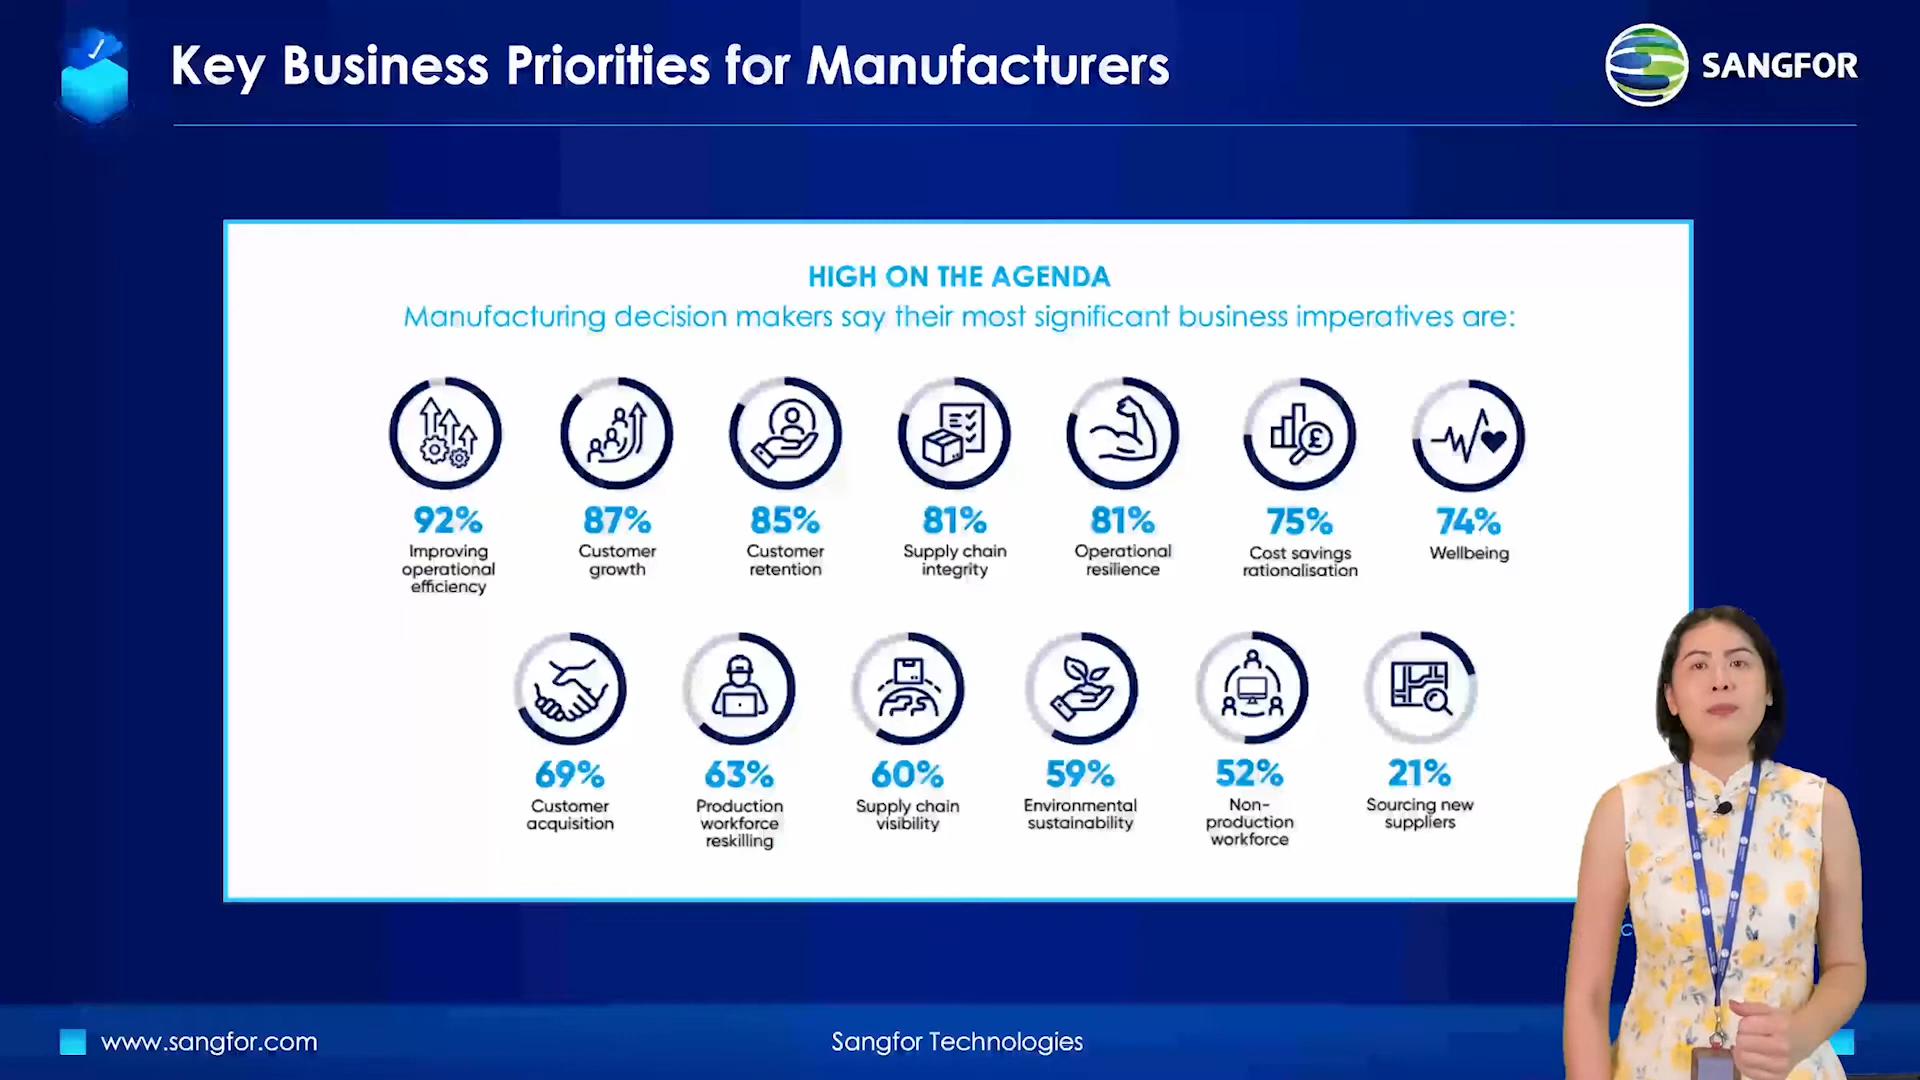 Key Business Priorities for Manufacturers
SANGFOR
HIGH ON THE AGENDA
Manufacturing decision makers say their most significant business imperatives are:
£
92%
Improving
operational
efficiency
87%
Customer
growth
85%
Customer
retention
81%
Supply chain
integrity
81%
Operational
resilience
75%
Cost savings
rationalisation
74%
Wellbeing
69%
Customer
acquisition
63%
Production
workforce
reskilling
60%
Supply chain
visibility
59%
Environmental
sustainability
52%
Non-
production
workforce
21%
Sourcing new
suppliers
www.sangfor.com
Sangfor Technologies